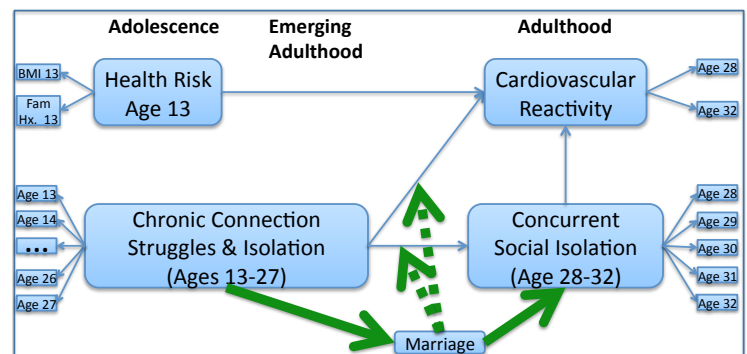 Adolescence
Emerging
Adulthood
Adulthood
BMI 13
Fam
Hx. 13
Health Risk
Age 13
Cardiovascular
Reactivity
Age 28
Age 32
Age 13
Age 14
...
Age 26
Age 27
Chronic Connection
Struggles & Isolation
(Ages 13-27)
Concurrent
Social Isolation
(Age 28-32)
Age 28
Age 29
Age 30
Age 31
Age 32
Marriage